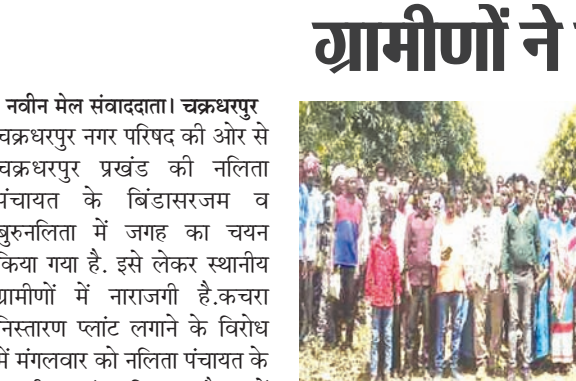 ग्रामीणों ने
नवीन मेल संवाददाता। चक्रधरपुर
चक्रधरपुर नगर परिषद की ओर से
चक्रधरपुर प्रखंड की नलिता
पंचायत के बिंडासरजम व
बुरुनलिता में जगह का चयन
किया गया है. इसे लेकर स्थानीय
ग्रामीणों में नाराजगी है.कचरा
निस्तारण प्लांट लगाने के विरोध
में मंगलवार को नलिता पंचायत के